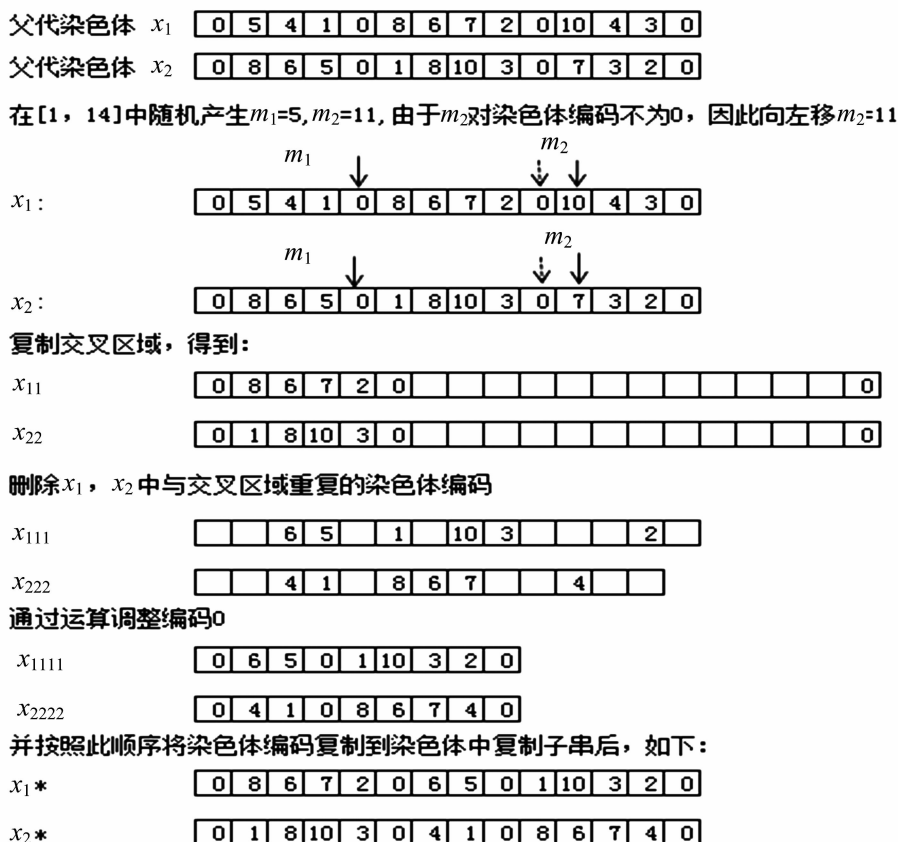 父代染色体 x1 0 5 4 1 0 8 6 7 2 0 10 4 3 0
父代染色体 x2 0 8 6 5 0 1 8 10 3 0 7 3 2 0
在[1，14]中随机产生m1=5,m2=11,由于m2对染色体编码不为0，因此向左移m2=11
m1 m2
x1: 0 5 4 1 0 8 6 7 2 0 10 4 3 0
m1 m2
x2: 0 8 6 5 0 1 8 10 3 0 7 3 2 0
复制交叉区域，得到：
x11 0 8 6 7 2 0 0
x22 0 1 8 10 3 0 0
删除x1，x2中与交叉区域重复的染色体编码
x111 6 5 1 10 3 2
x222 4 1 8 6 7 4
通过运算调整编码0
x1111 0 6 5 0 1 10 3 2 0
x2222 0 4 1 0 8 6 7 4 0
并按照此顺序将染色体编码复制到染色体中复制子串后，如下：
x1* 0 8 6 7 2 0 6 5 0 1 10 3 2 0
x2* 0 1 8 10 3 0 4 1 0 8 6 7 4 0